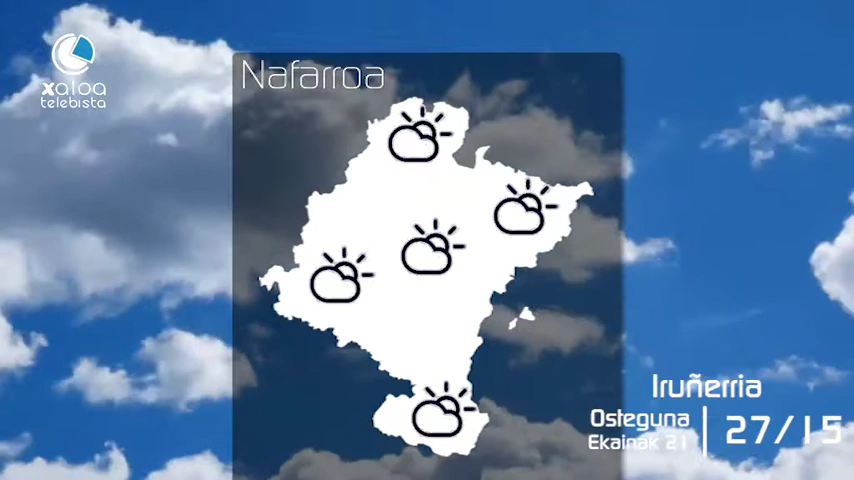 xaloa
telebista
Nafarroa
Iruñerria
Osteguna
Ekainak 21
27/15